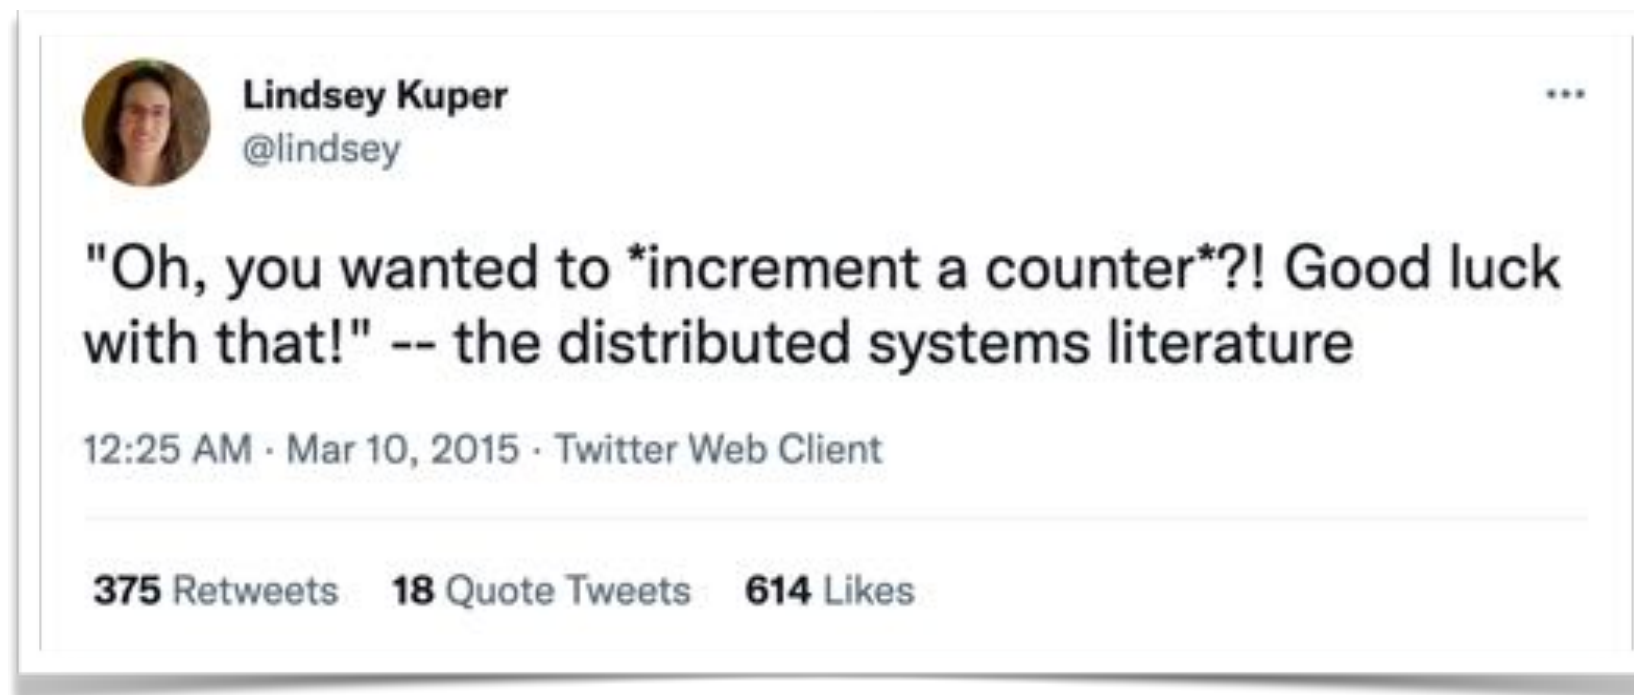 Lindsey Kuper
@lindsey
"Oh, you wanted to *increment a counter*?! Good luck
with that!" -- the distributed systems literature
12:25 AM · Mar 10, 2015 · Twitter Web Client
375 Retweets 18 Quote Tweets 614 Likes